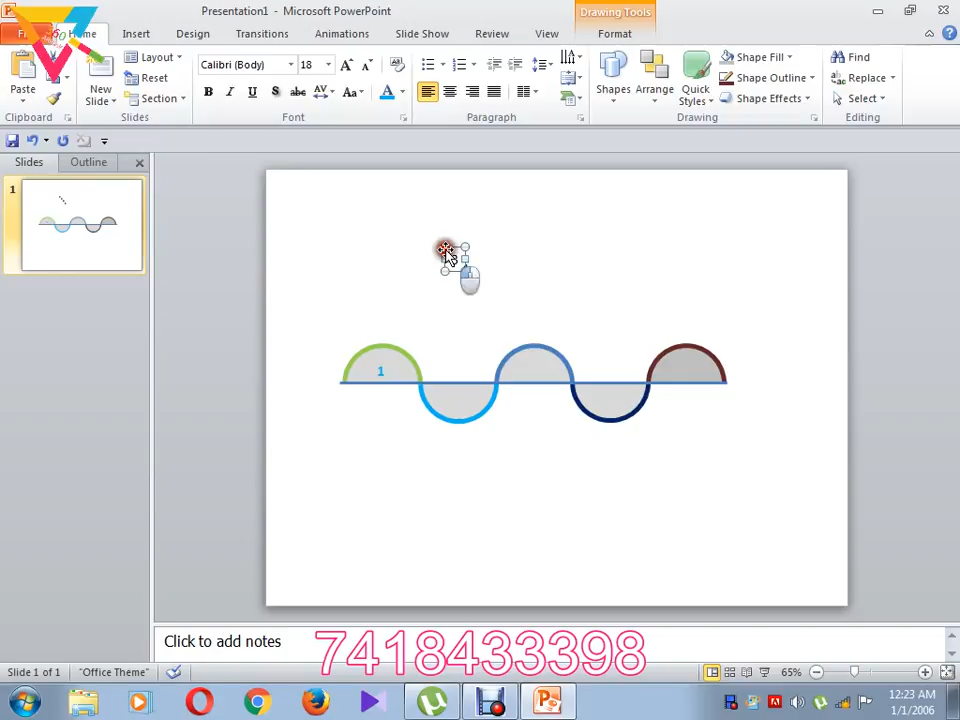 Presentation1 - Microsoft PowerPoint
Drawing Tools
Insert
Design
Transitions
Animations
Slide Show
Review
View
Format
Paste
New
Slide
Layout
Reset
Section
Calibri (Body)
18
B I U S abc AV Aa A
Shapes
Arrange
Quick
Styles
Shape Fill
Shape Outline
Shape Effects
Find
Replace
Select
Clipboard
Slides
Font
Paragraph
Drawing
Editing
Slides
Outline
1
1
Click to add notes
7418433398
Slide 1 of 1
"Office Theme"
65%
12:23 AM
1/1/2006